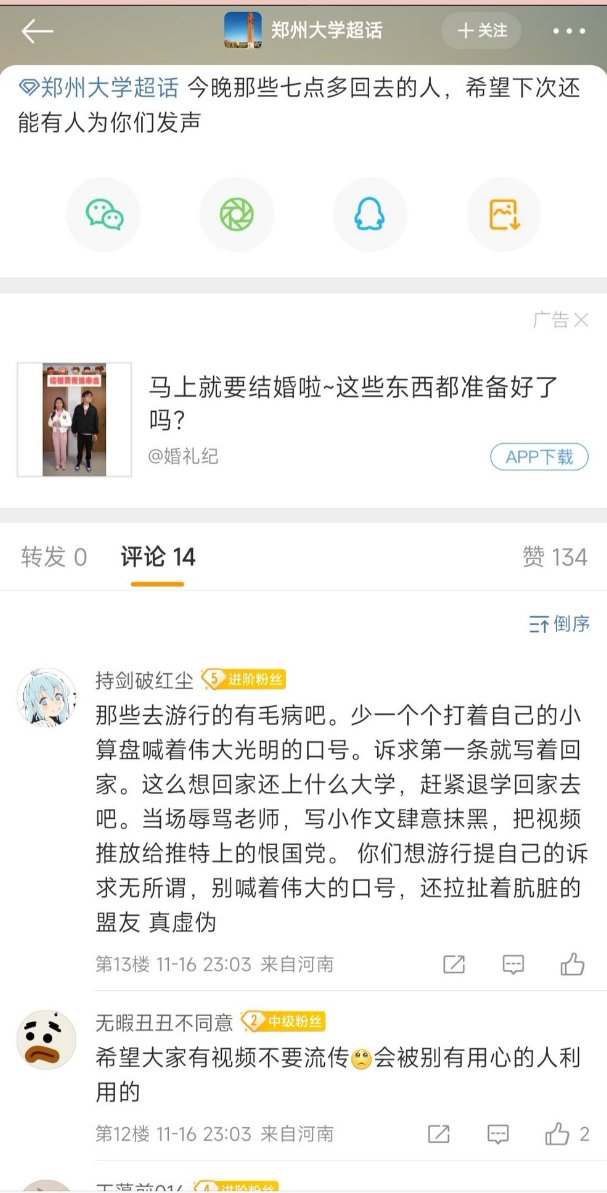 郑州大学超话
+关注
郑州大学超话 今晚那些七点多回去的人，希望下次还
能有人为你们发声
广告×
马上就要结婚啦~这些东西都准备好了
吗？
@婚礼纪
APP下载
转发 0 评论 14 赞 134
倒序
持剑破红尘 5 进阶粉丝
那些去游行的有毛病吧。少一个个打着自己的小
算盘喊着伟大光明的口号。诉求第一条就写着回
家。这么想回家还上什么大学，赶紧退学回家去
吧。当场辱骂老师，写小作文肆意抹黑，把视频
推放给推特上的恨国党。 你们想游行提自己的诉
求无所谓，别喊着伟大的口号，还拉扯着肮脏的
盟友 真虚伪
第13楼 11-16 23:03 来自河南
无暇丑丑不同意 2 中级粉丝
希望大家有视频不要流传🥺会被别有用心的人利
用的
第12楼 11-16 23:03 来自河南 2